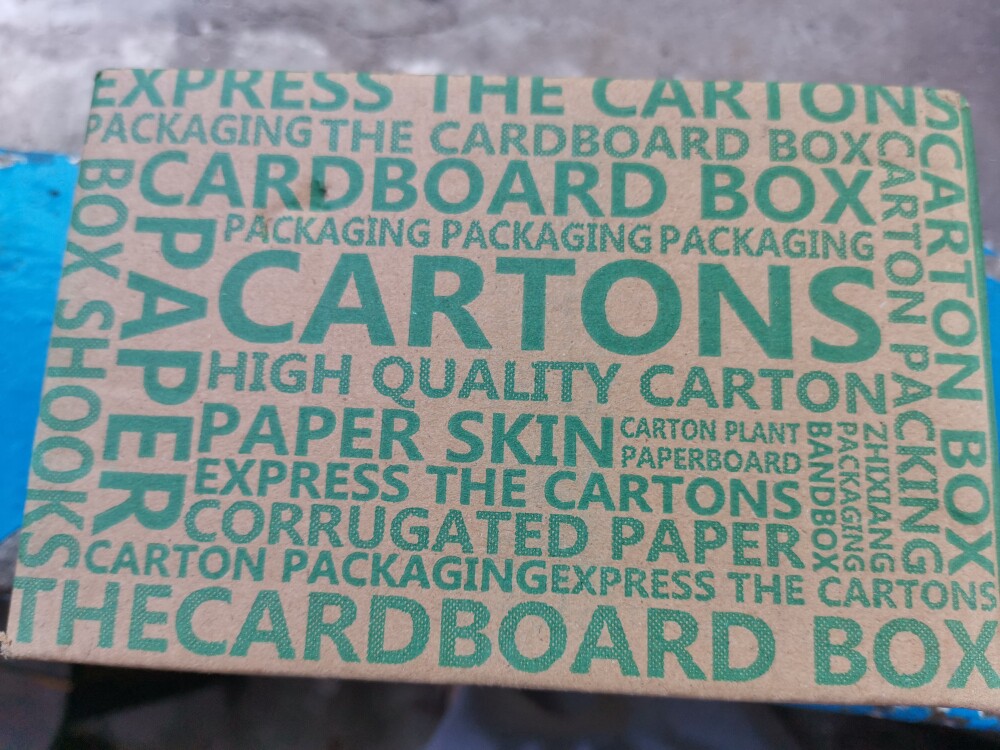 EXPRESS THE CARTONS
PACKAGING THE CARDBOARD BOX
CARDBOARD BOX
PACKAGING PACKAGING PACKAGING
CARTONS
HIGH QUALITY CARTON
PAPER SKIN
CARTON PLANT
PAPERBOARD
EXPRESS THE CARTONS
CORRUGATED PAPER
CARTON PACKAGINGEXPRESS THE CARTONS
THECARDBOARD BOX
BOX SHOOKS
PAPER
BANDBOX
PACKAGING
ZHIXIANG
CARTON PACKING
CARTON BOX